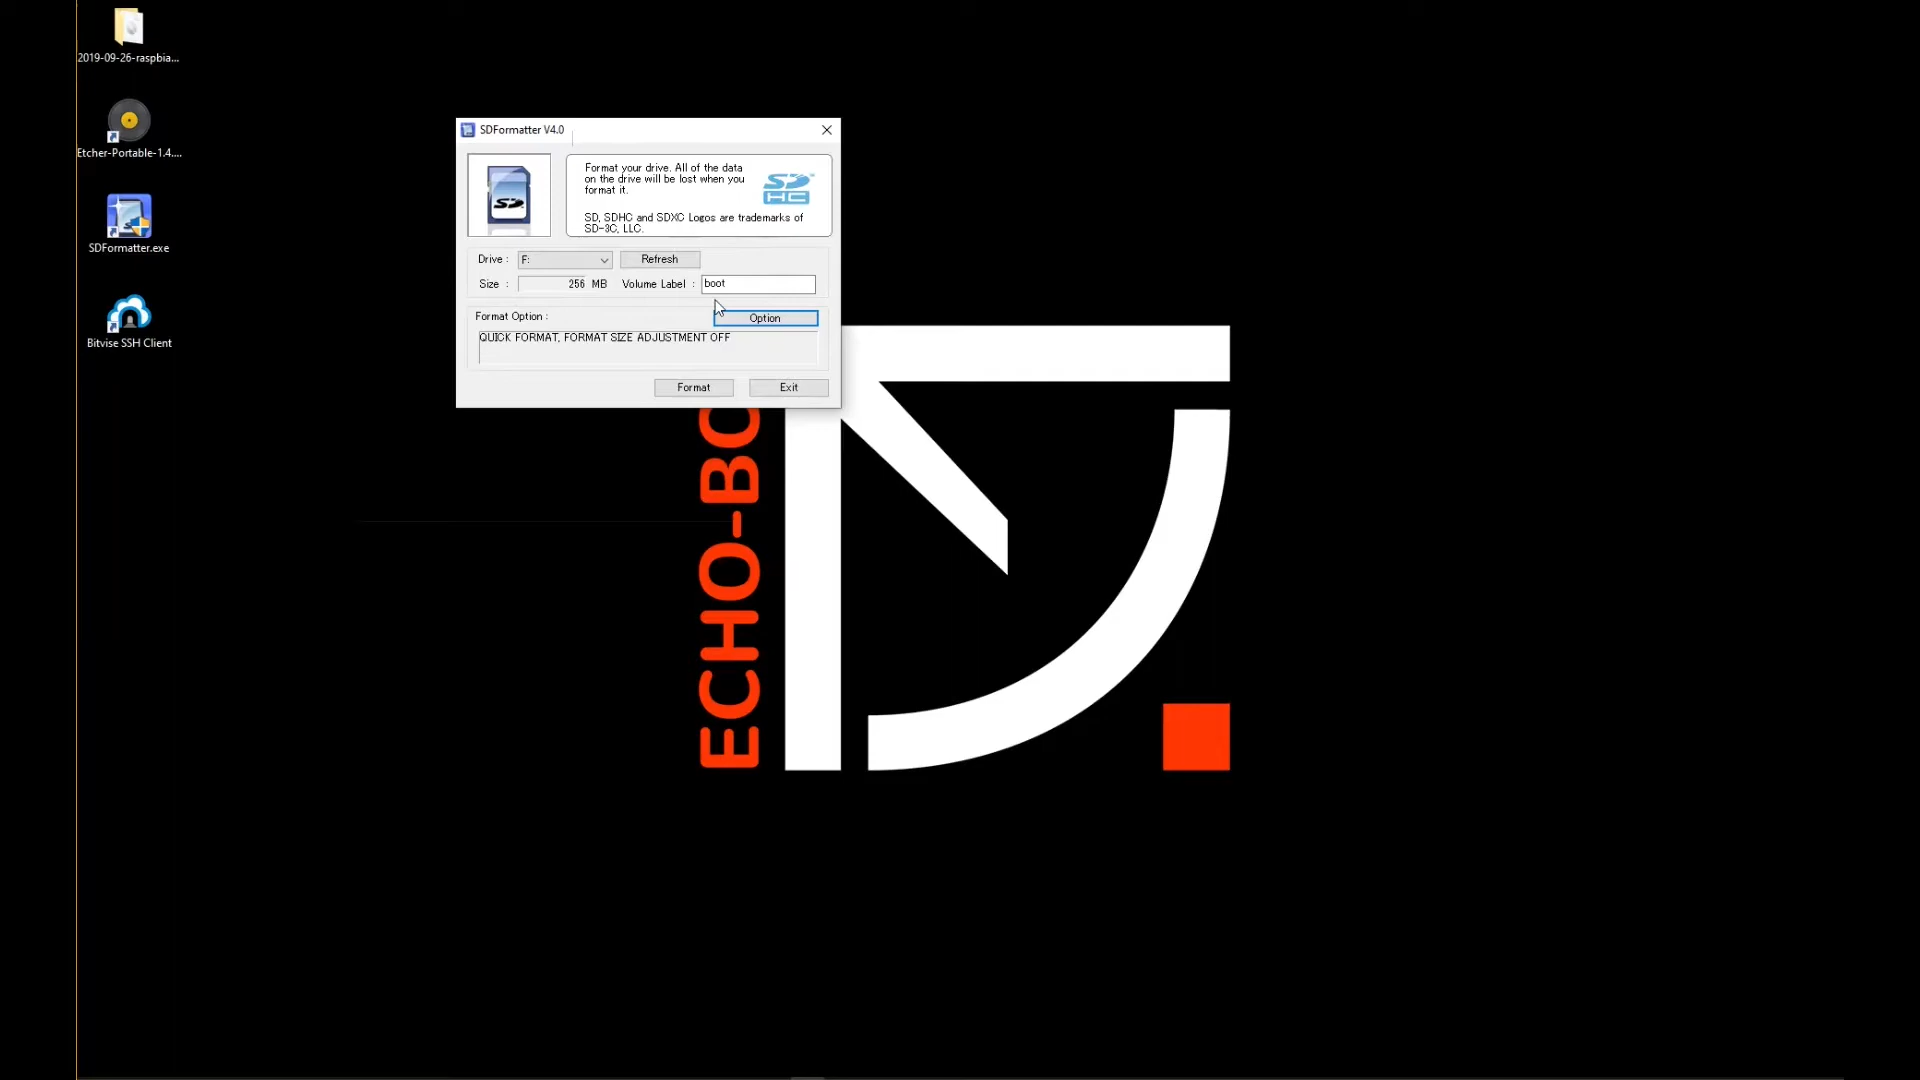 2019-09-26-raspbia...
Etcher-Portable-1.4....
SDFormatter.exe
Bitvise SSH Client
SDFormatter V4.0
SD
Format your drive. All of the data
on the drive will be lost when you
format it.
SD, SDHC and SDXC Logos are trademarks of
SD-3C, LLC.
SD
HC
Drive : F: Refresh
Size : 256 MB Volume Label : boot
Format Option : Option
QUICK FORMAT, FORMAT SIZE ADJUSTMENT OFF
Format Exit